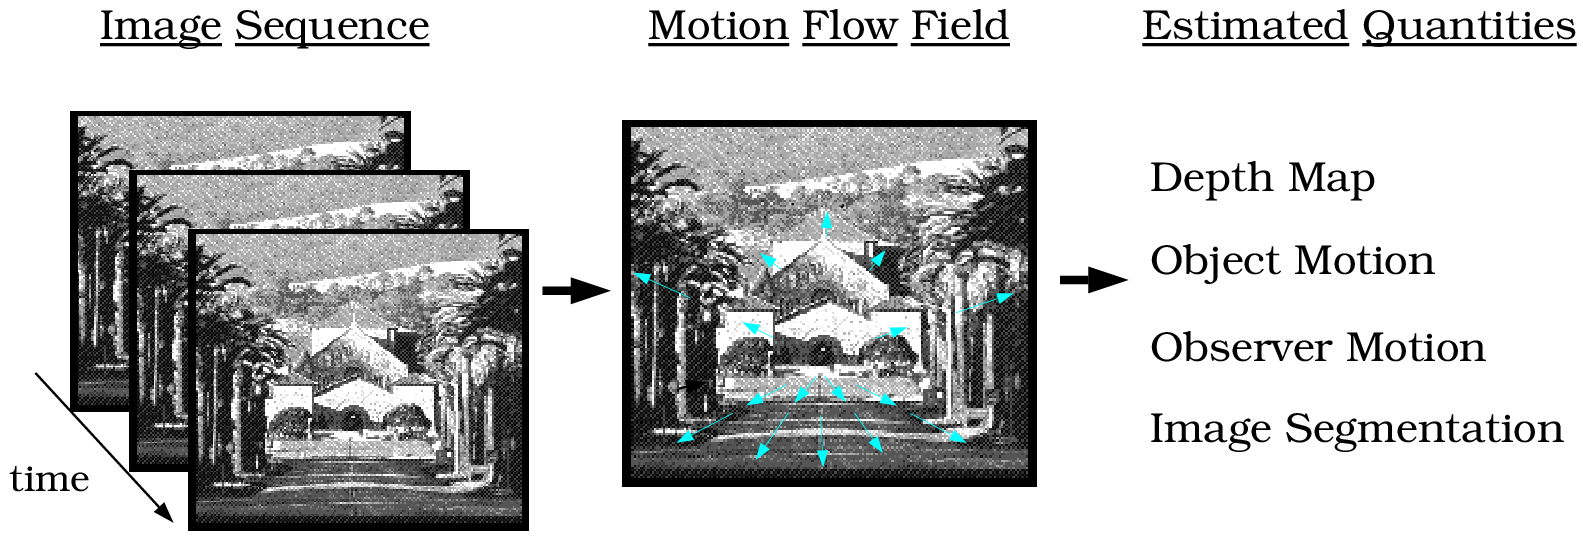 Image Sequence
Motion Flow Field
Estimated Quantities
time
Depth Map
Object Motion
Observer Motion
Image Segmentation